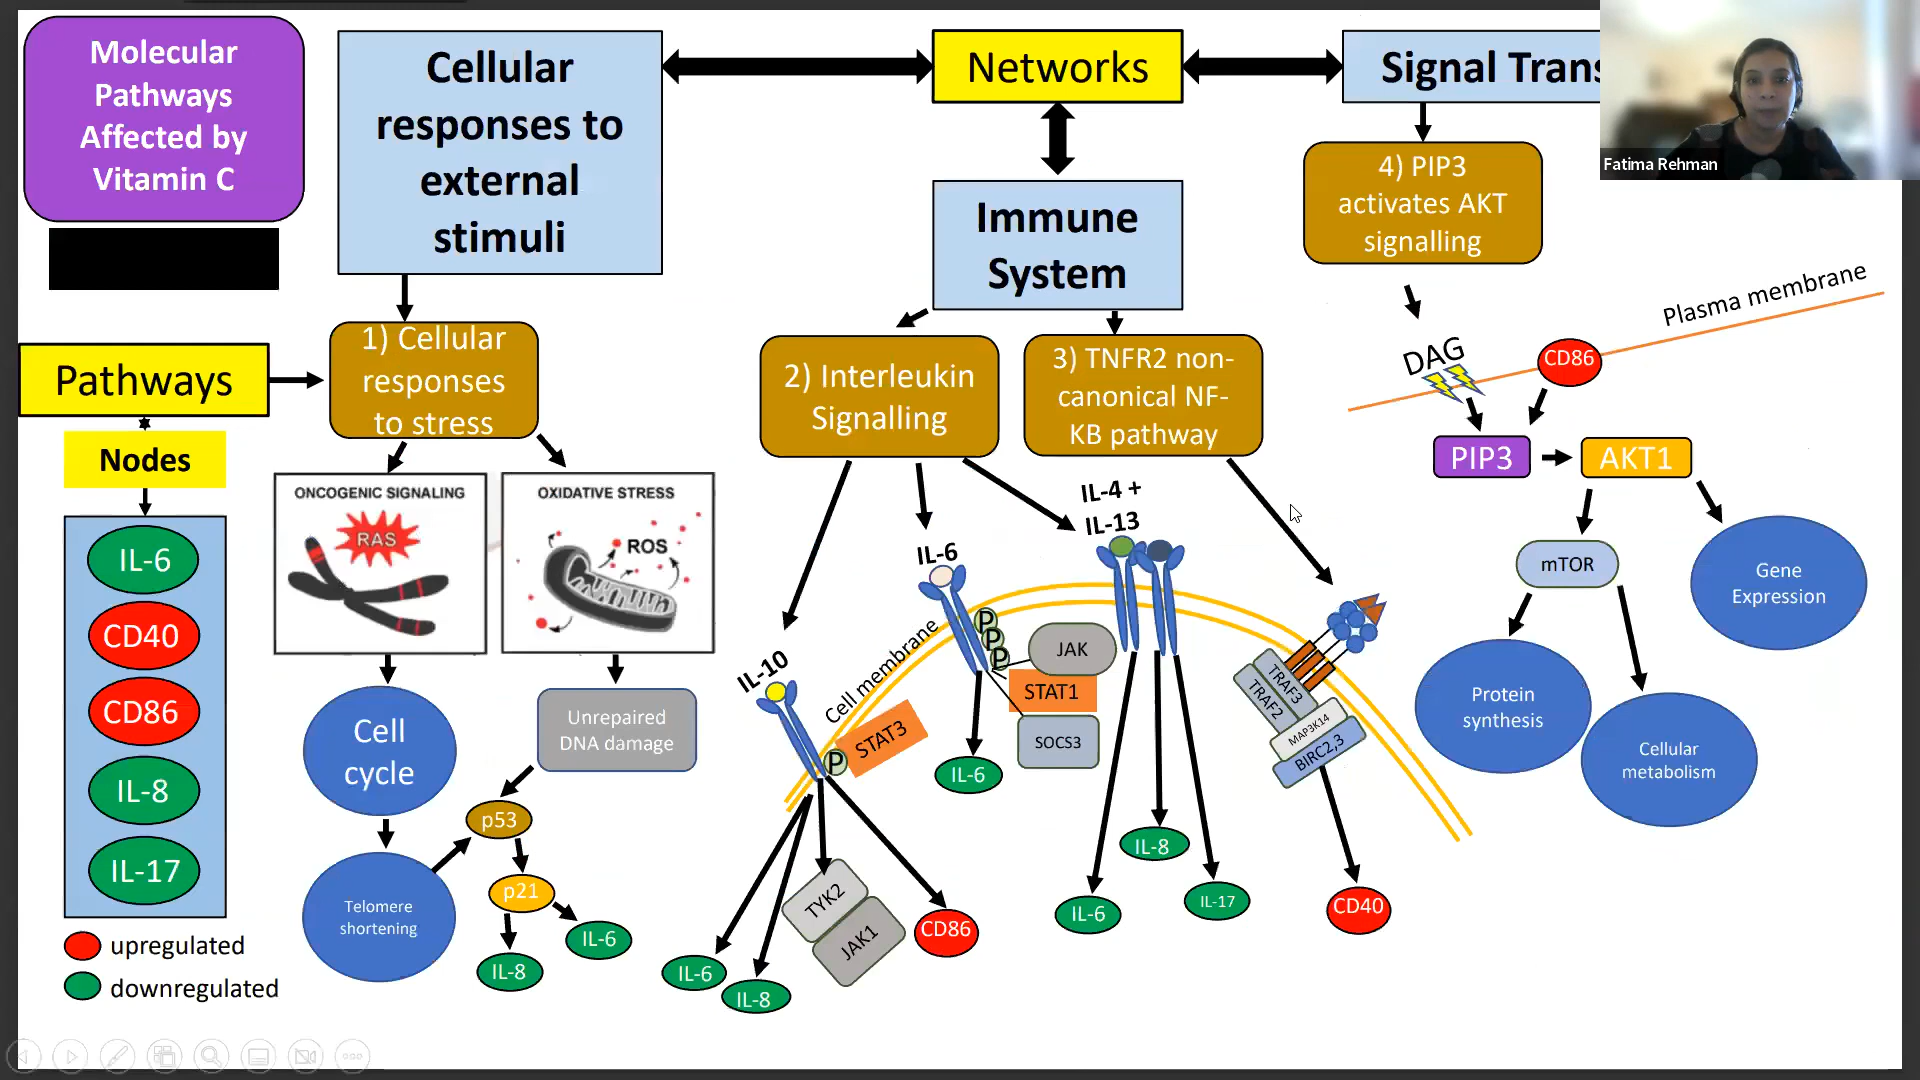 Molecular
Pathways
Affected by
Vitamin C
Cellular
responses to
external
stimuli
Networks
Signal Trans
Fatima Rehman
Immune
System
4) PIP3
activates AKT
signalling
Pathways
Nodes
IL-6
CD40
CD86
IL-8
IL-17
upregulated
downregulated
1) Cellular
responses
to stress
ONCOGENIC SIGNALING
RAS
OXIDATIVE STRESS
ROS
Cell
cycle
Unrepaired
DNA damage
Telomere
shortening
p53
p21
IL-6
IL-8
2) Interleukin
Signalling
3) TNFR2 non-
canonical NF-
KB pathway
IL-10
Cell membrane
P
STAT3
IL-6
IL-8
TYK2
JAK1
CD86
IL-6
P
P
P
JAK
STAT1
SOCS3
IL-6
IL-4 +
IL-13
IL-6
IL-8
IL-17
TRAF3
TRAF2
MAP3K14
BIRC2,3
CD40
Plasma membrane
DAG
CD86
PIP3
AKT1
mTOR
Gene
Expression
Protein
synthesis
Cellular
metabolism